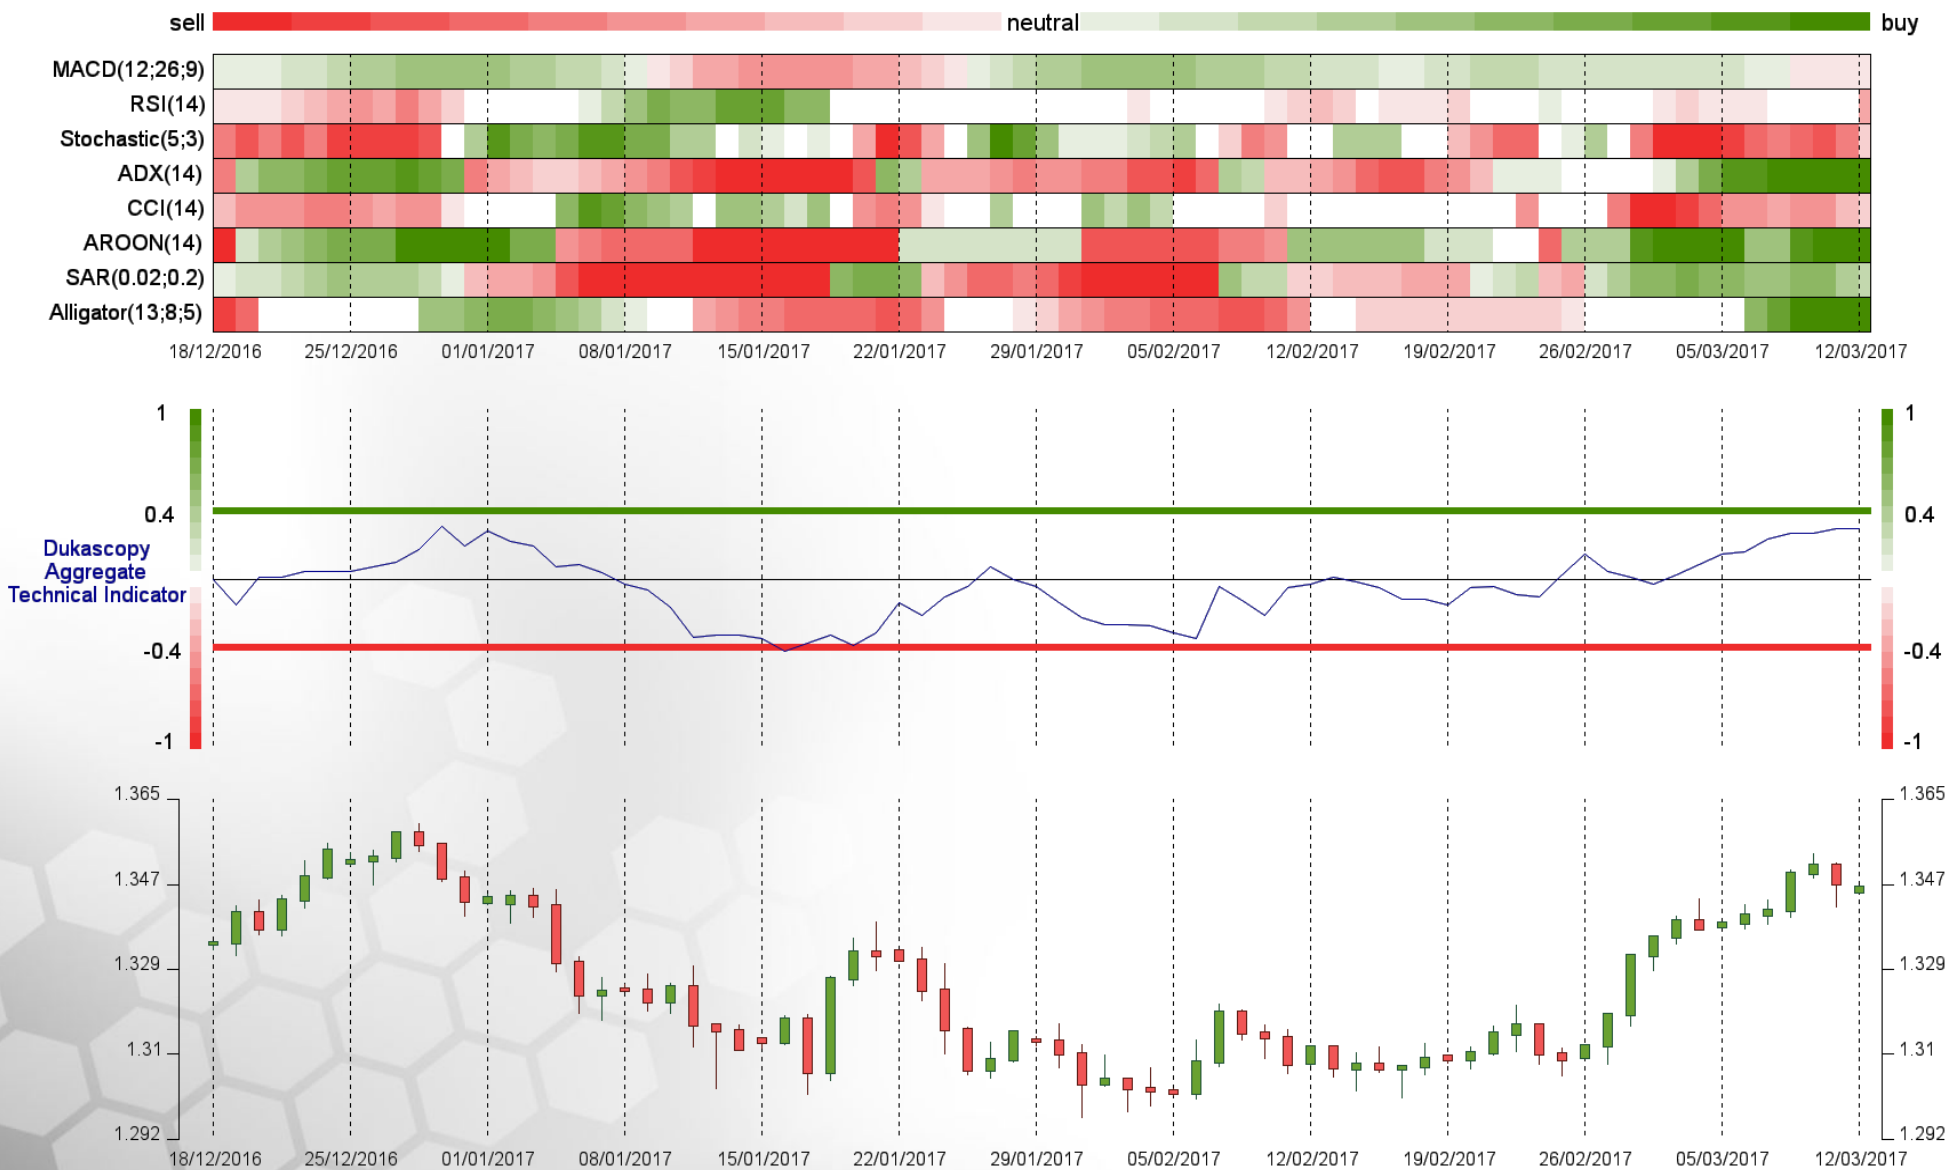 sell neutral buy
MACD(12;26;9)
RSI(14)
Stochastic(5;3)
ADX(14)
CCI(14)
AROON(14)
SAR(0.02;0.2)
Alligator(13;8;5)
18/12/2016 25/12/2016 01/01/2017 08/01/2017 15/01/2017 22/01/2017 29/01/2017 05/02/2017 12/02/2017 19/02/2017 26/02/2017 05/03/2017 12/03/2017
1 1
0.4 0.4
Dukascopy
Aggregate
Technical Indicator
-0.4 -0.4
-1 -1
1.365 1.365
1.347 1.347
1.329 1.329
1.31 1.31
1.292 1.292
18/12/2016 25/12/2016 01/01/2017 08/01/2017 15/01/2017 22/01/2017 29/01/2017 05/02/2017 12/02/2017 19/02/2017 26/02/2017 05/03/2017 12/03/2017